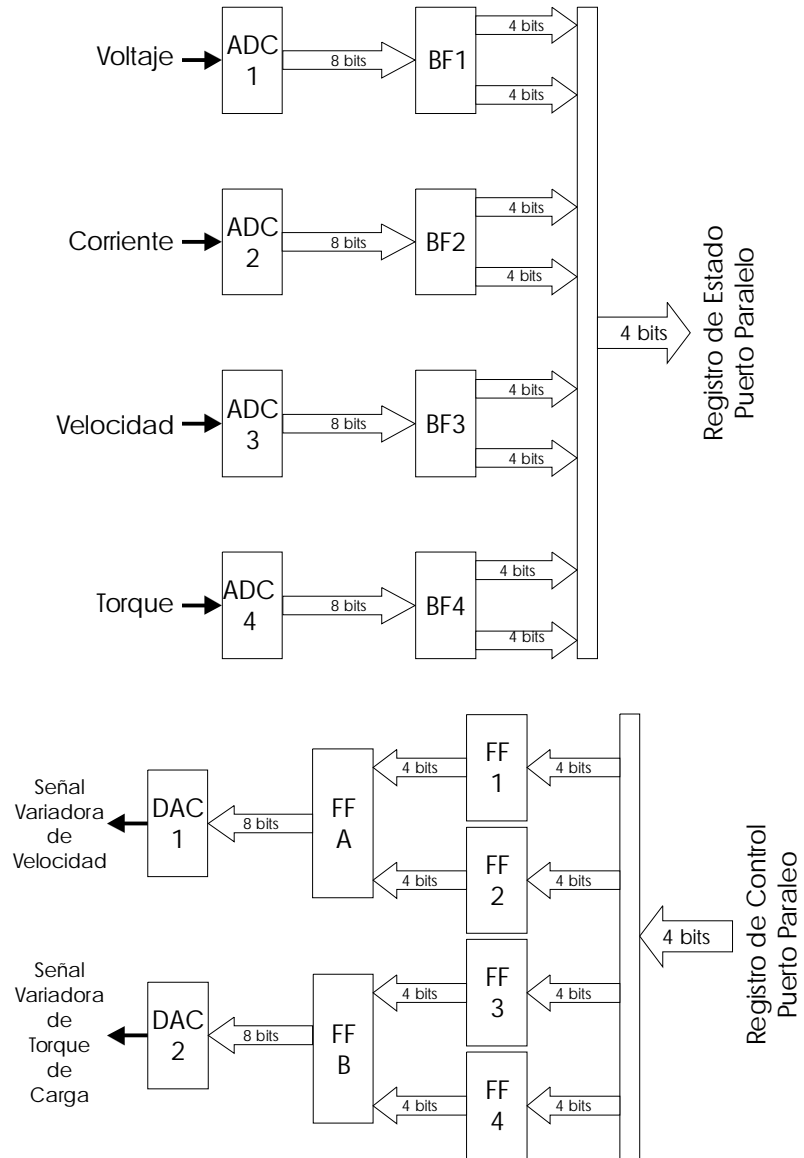 4 bits
Voltaje
ADC
1
8 bits
BF1
4 bits
4 bits
Corriente
ADC
2
8 bits
BF2
4 bits
4 bits
Velocidad
ADC
3
8 bits
BF3
4 bits
4 bits
Torque
ADC
4
8 bits
BF4
4 bits
4 bits
Registro de Estado
Puerto Paralelo
Señal
Variadora
de
Velocidad
DAC
1
8 bits
FF
A
4 bits
4 bits
FF
1
FF
2
4 bits
4 bits
Señal
Variadora
de
Torque
de
Carga
DAC
2
8 bits
FF
B
4 bits
4 bits
FF
3
FF
4
4 bits
4 bits
4 bits
Registro de Control
Puerto Paraleo